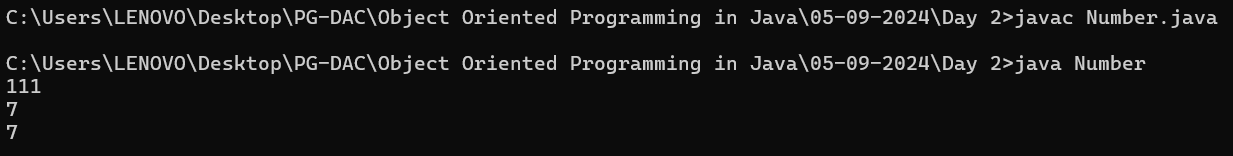 C:\Users\LENOVO\Desktop\PG-DAC\Object Oriented Programming in Java\05-09-2024\Day 2>javac Number.java
C:\Users\LENOVO\Desktop\PG-DAC\Object Oriented Programming in Java\05-09-2024\Day 2>java Number
111
7
7